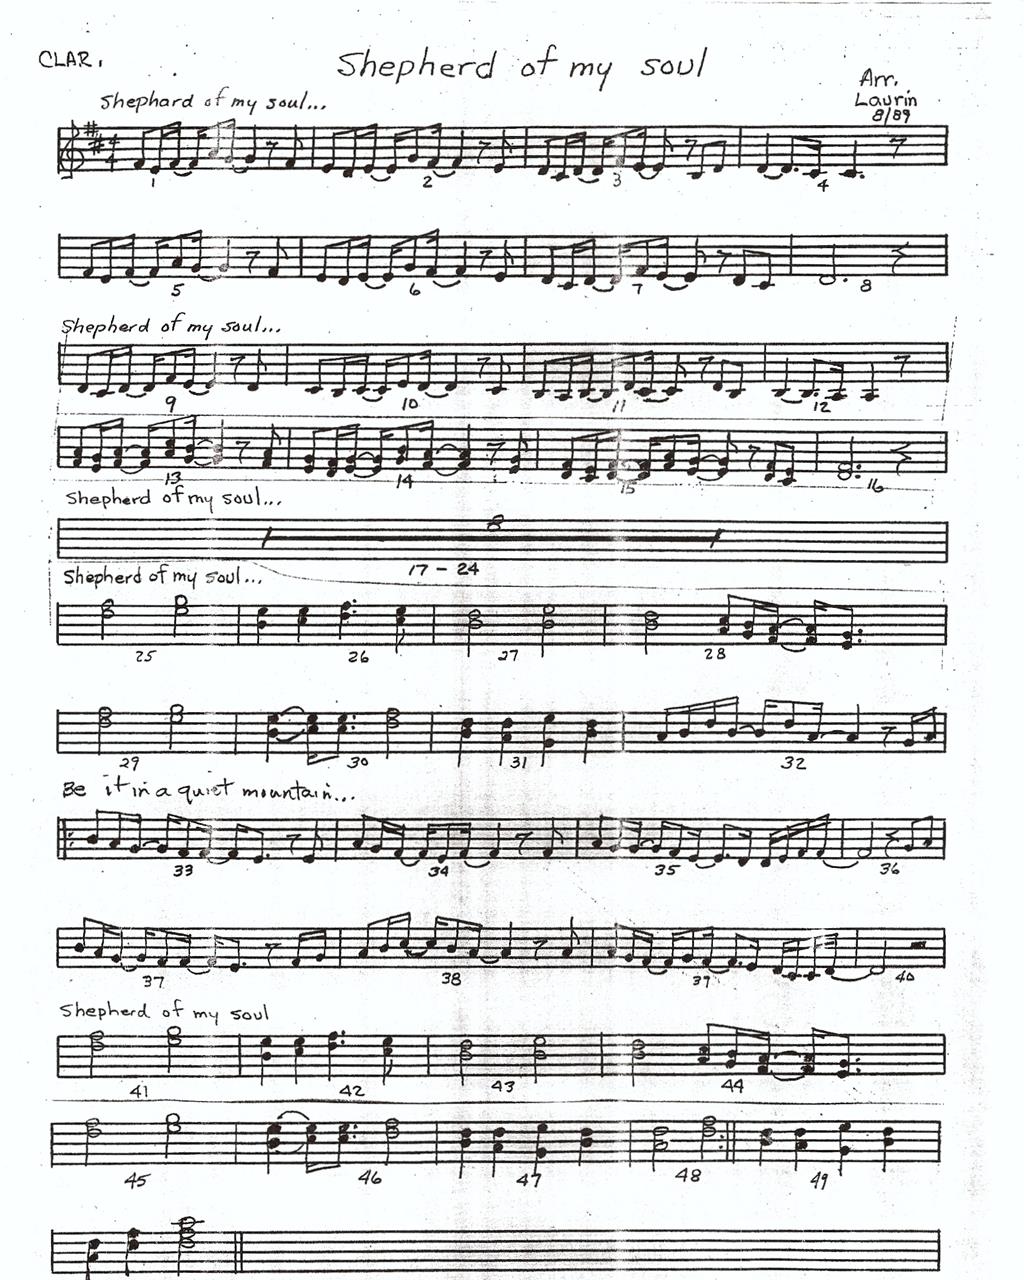 CLAR.
Shepherd of my soul
Arr.
Laurin
8/89
Shephard of my soul...
4
4
1 2 3 4
5 6 7 8
Shepherd of my soul...
9 10 11 12
13 14 15 16
Shepherd of my soul...
8
17 - 24
Shepherd of my soul...
25 26 27 28
29 30 31 32
Be it in a quiet mountain...
33 34 35 36
37 38 39 40
Shepherd of my soul
41 42 43 44
45 46 47 48 49